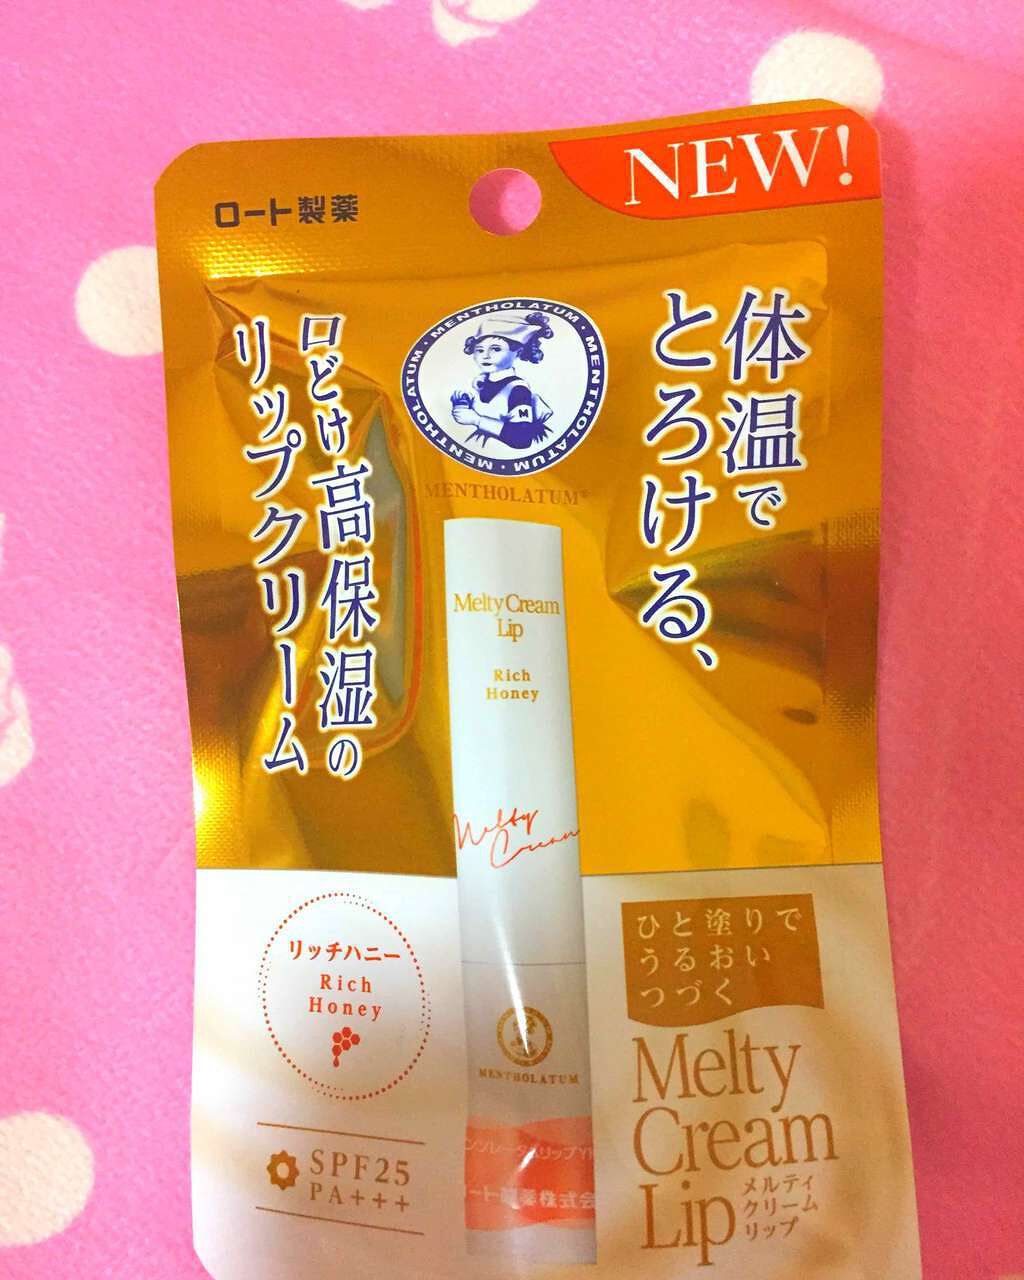 NEW!
ロート製薬
MENTHOLATUM・MENTHOLATUM・MENTHOLATUM・MENTHOLATUM
M
MENTHOLATUM®
体温で
とろける、
口どけ高保湿の
リップクリーム
Melty Cream
Lip
Rich
Honey
Melty
Cream
MENTHOLATUM
ロート製薬株式会
リッチハニー
Rich
Honey
SPF25
PA+++
ひと塗りで
うるおい
つづく
Melty
Cream
Lip
メルティ
クリーム
リップ